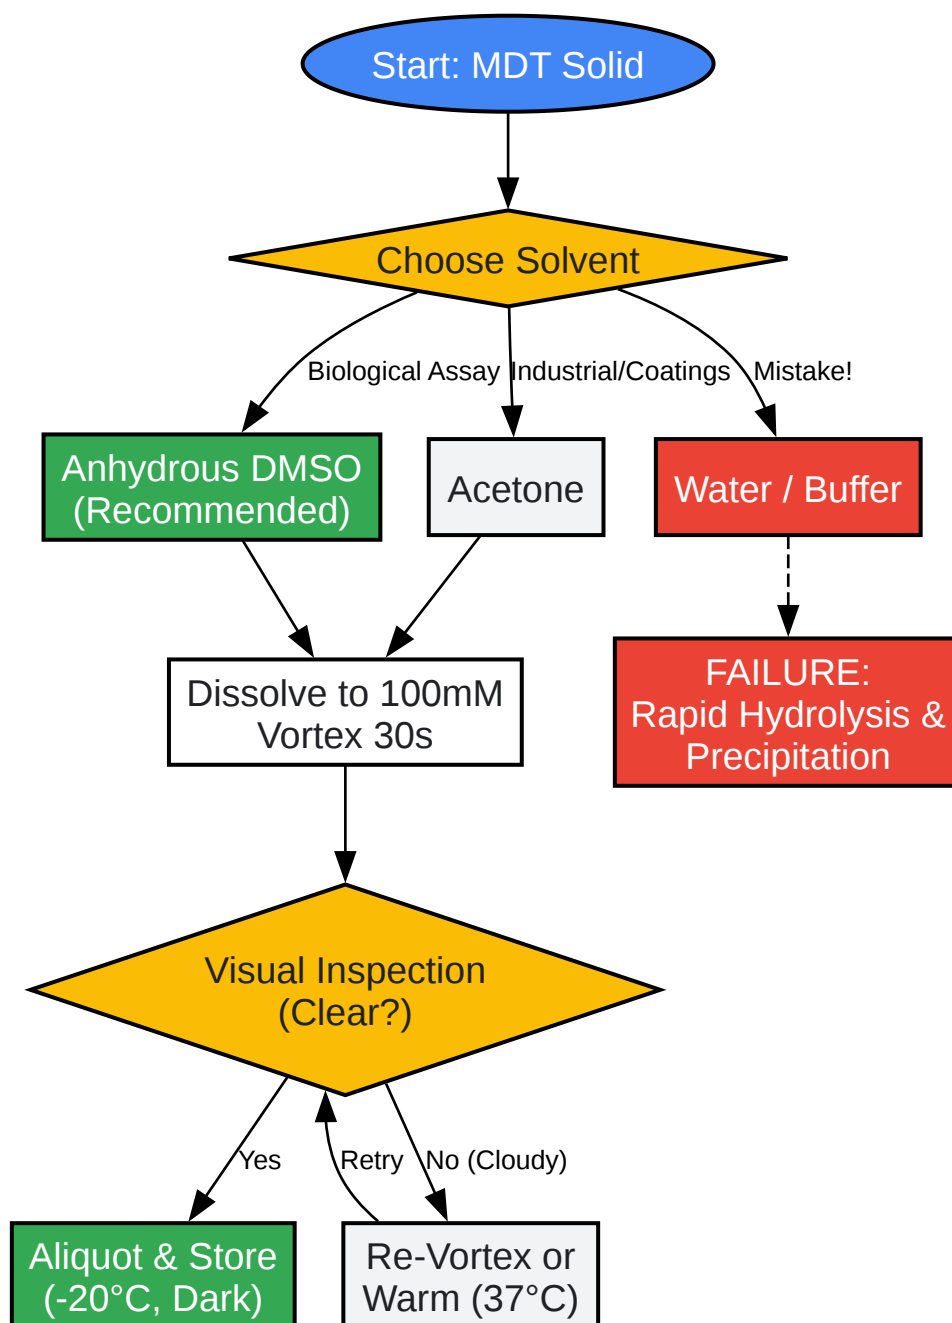 Start: MDT Solid
Choose Solvent
Biological Assay
Industrial/Coatings
Mistake!
Anhydrous DMSO
(Recommended)
Acetone
Water / Buffer
Dissolve to 100mM
Vortex 30s
FAILURE:
Rapid Hydrolysis &
Precipitation
Visual Inspection
(Clear?)
Yes
Retry
No (Cloudy)
Aliquot & Store
(-20°C, Dark)
Re-Vortex or
Warm (37°C)